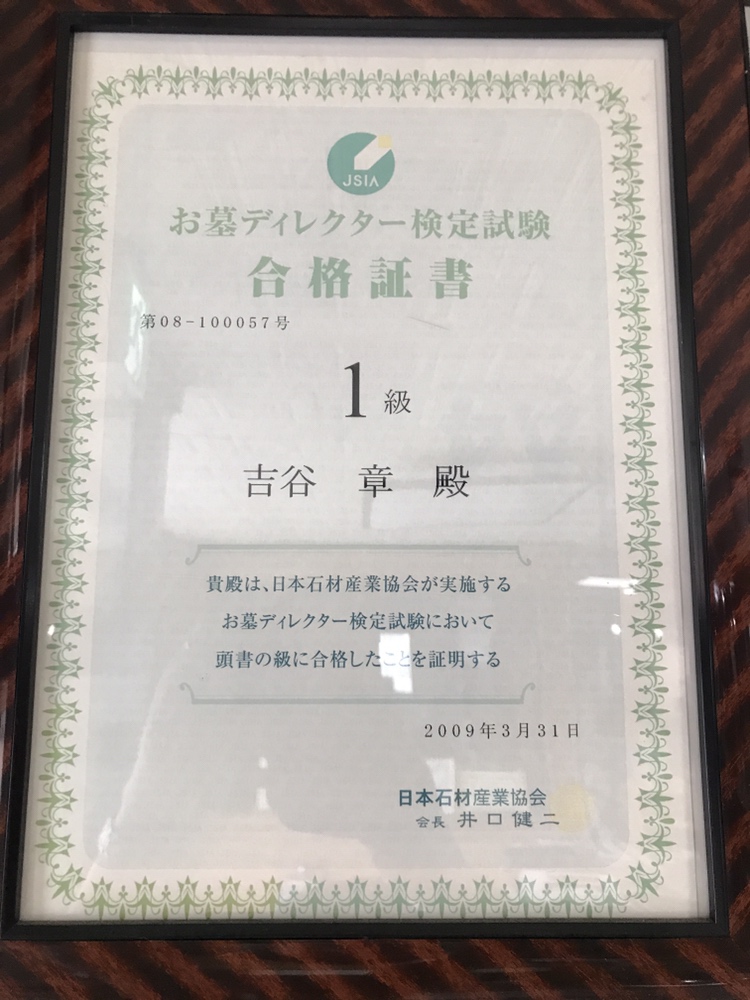 JSIA
お墓ディレクター検定試験
合格証書
第08-100057号
1級
吉谷 章 殿
貴殿は、日本石材産業協会が実施する
お墓ディレクター検定試験において
頭書の級に合格したことを証明する
2009年3月31日
日本石材産業協会
会長 井口健二